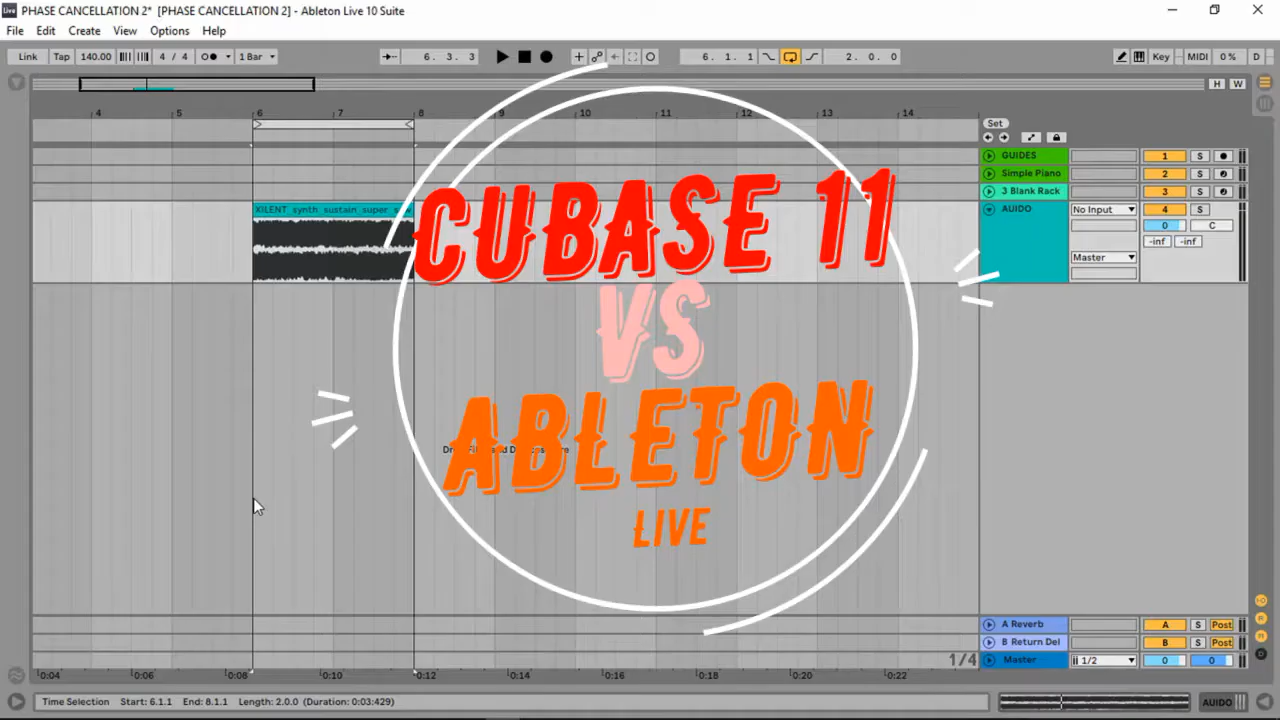 PHASE CANCELLATION 2* [PHASE CANCELLATION 2] - Ableton Live 10 Suite
File Edit Create View Options Help
Link Tap 140.00 4 / 4 1 Bar 6. 3. 3 6. 1. 1 2. 0. 0 Key MIDI 0 % D
H W
4 5 6 7 8 9 10 11 12 13 14
Set
GUIDES 1 S
Simple Piano 2 S
3 Blank Rack 3 S
XILENT synth sustain super
AUIDO No Input 4 S
0 C
-inf -inf
Master
CUBASE 11
VS
ABLETON
LIVE
A Reverb A S Post
B Return Del B S Post
1/4 Master 1/2 0 0
0:04 0:06 0:08 0:10 0:12 0:14 0:16 0:18 0:20 0:22
Time Selection Start: 6.1.1 End: 8.1.1 Length: 2.0.0 (Duration: 0:03:429) AUIDO